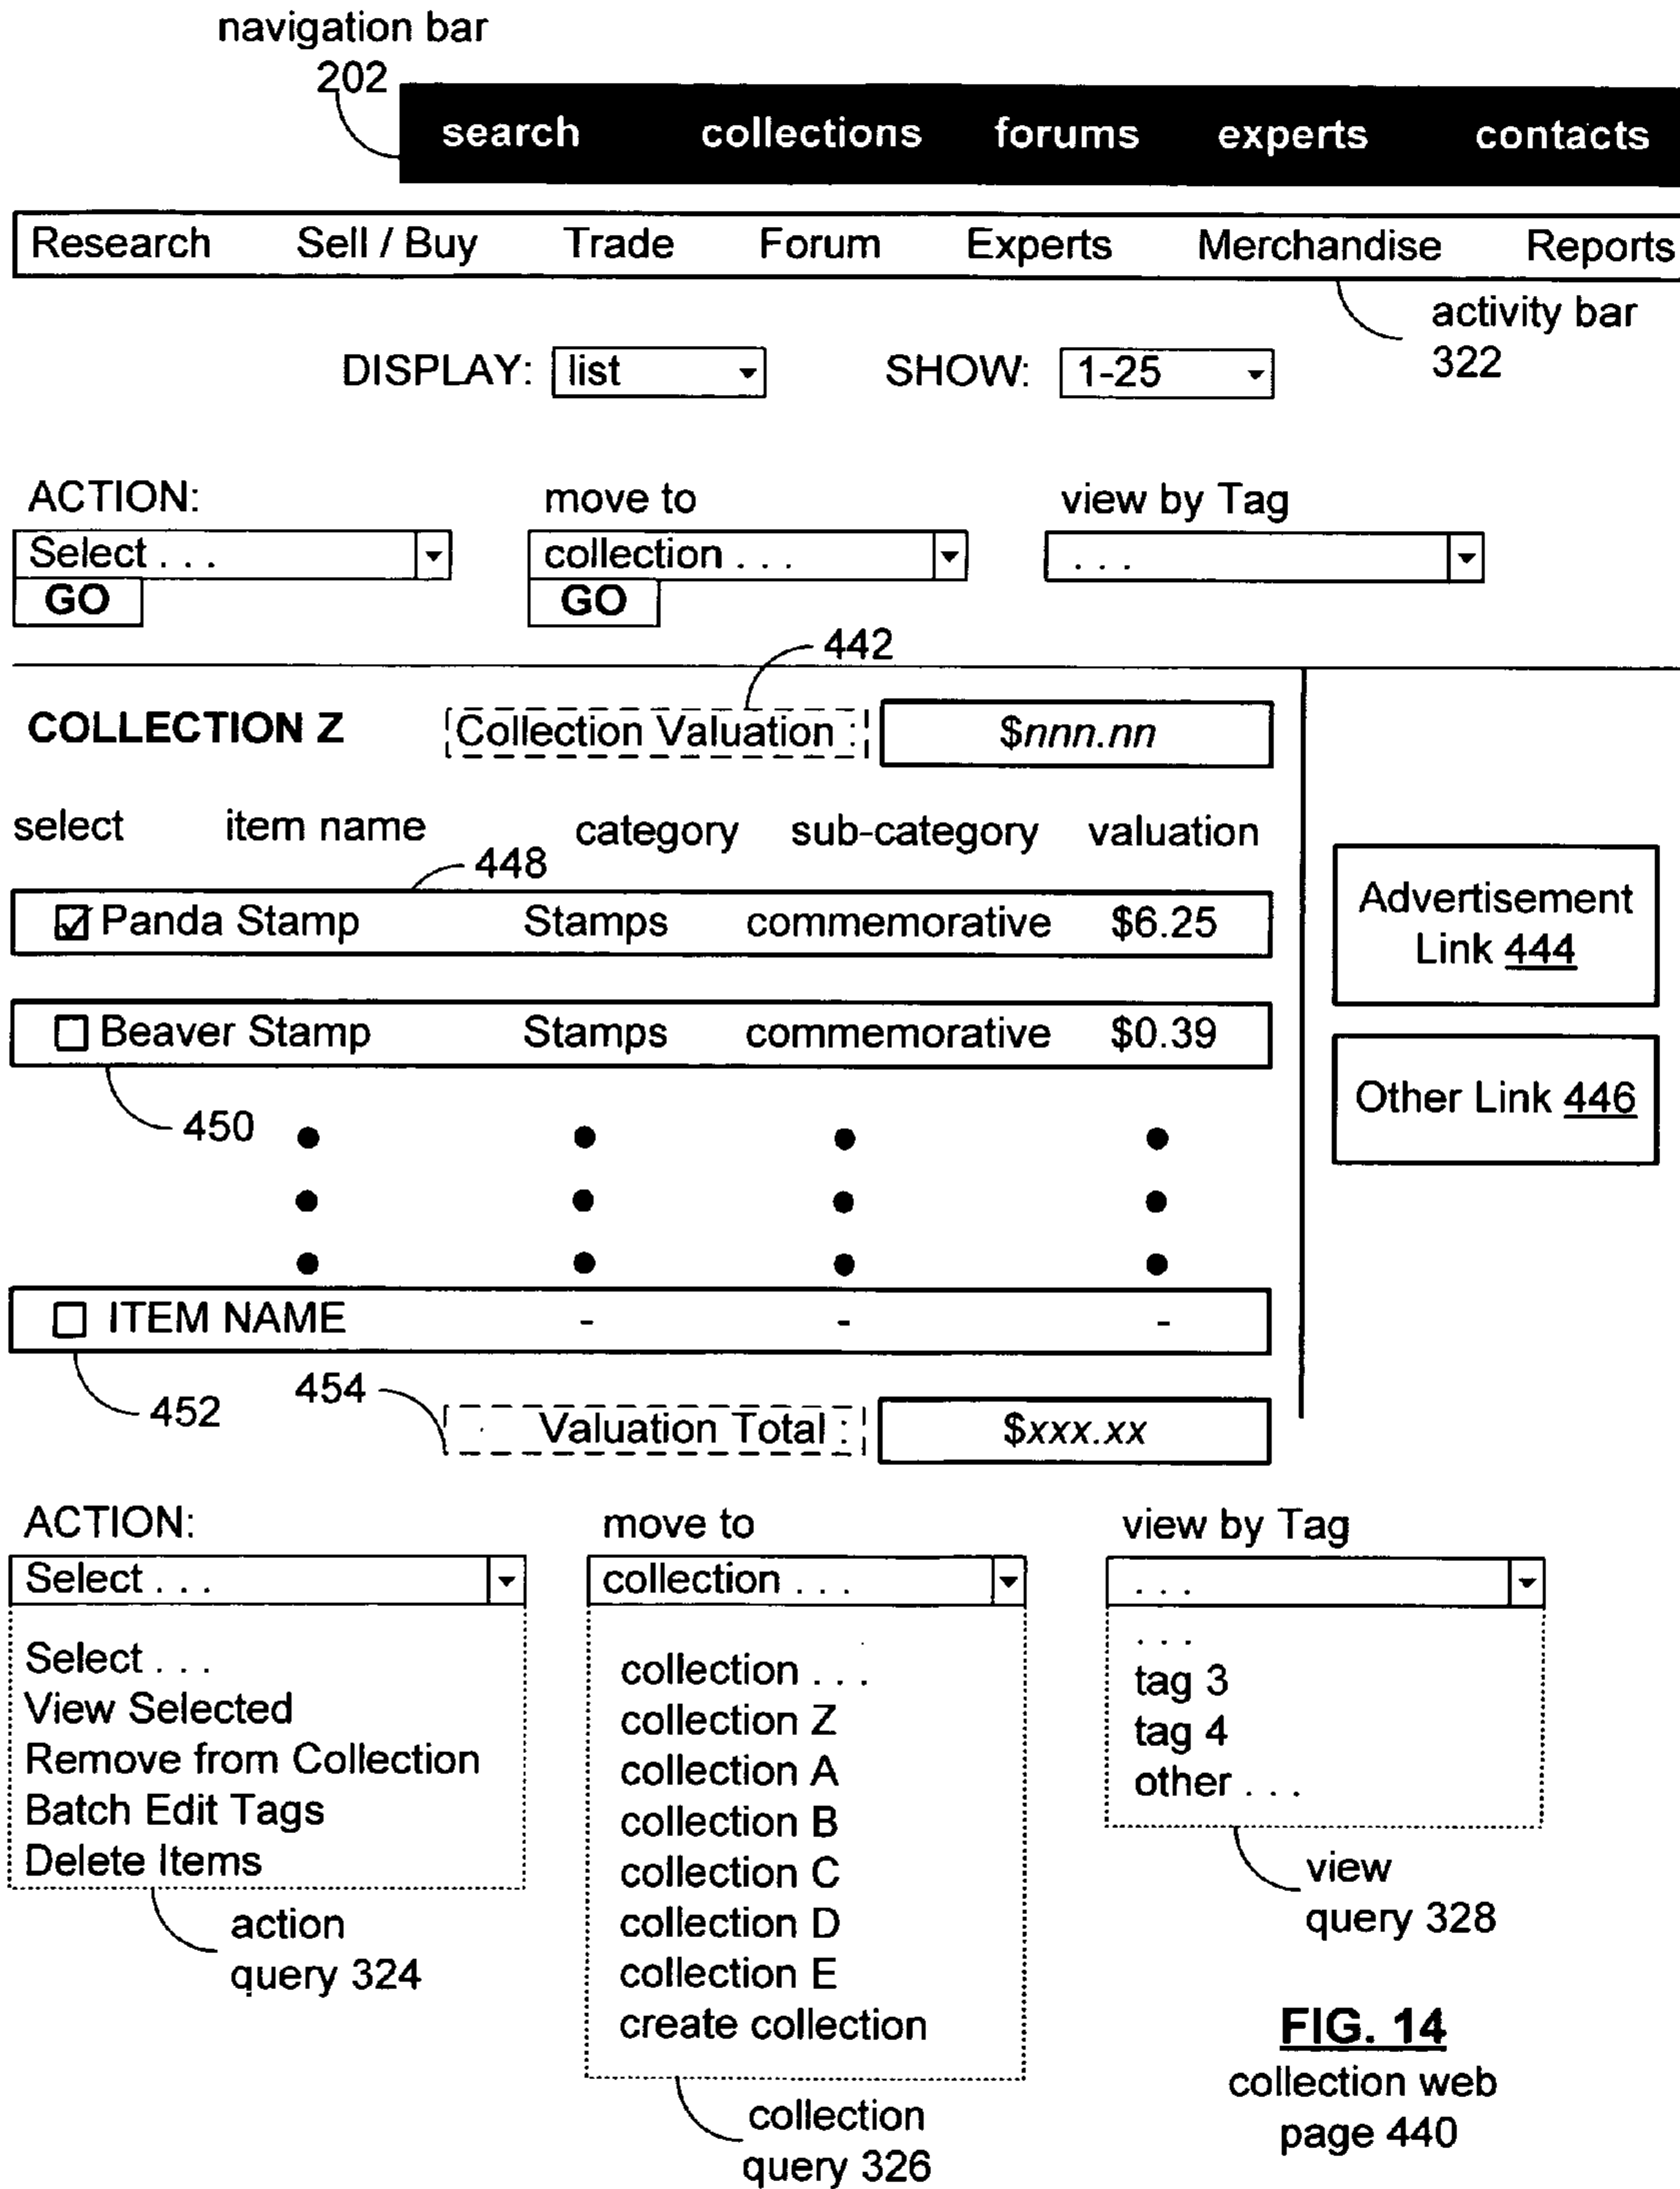 navigation bar
202
search collections forums experts contacts
Research Sell / Buy Trade Forum Experts Merchandise Reports
activity bar
322
DISPLAY: list SHOW: 1-25
ACTION: move to view by Tag
Select . . . collection . . . . . .
GO GO
442
COLLECTION Z Collection Valuation : $nnn.nn
select item name category sub-category valuation
448
Panda Stamp Stamps commemorative $6.25
Advertisement
Link 444
Beaver Stamp Stamps commemorative $0.39
Other Link 446
450
ITEM NAME - - -
452
454
Valuation Total : $xxx.xx
ACTION: move to view by Tag
Select . . . collection . . . . . .
Select . . .
View Selected
Remove from Collection
Batch Edit Tags
Delete Items
action
query 324
collection . . .
collection Z
collection A
collection B
collection C
collection D
collection E
create collection
collection
query 326
. . .
tag 3
tag 4
other . . .
view
query 328
FIG. 14
collection web
page 440